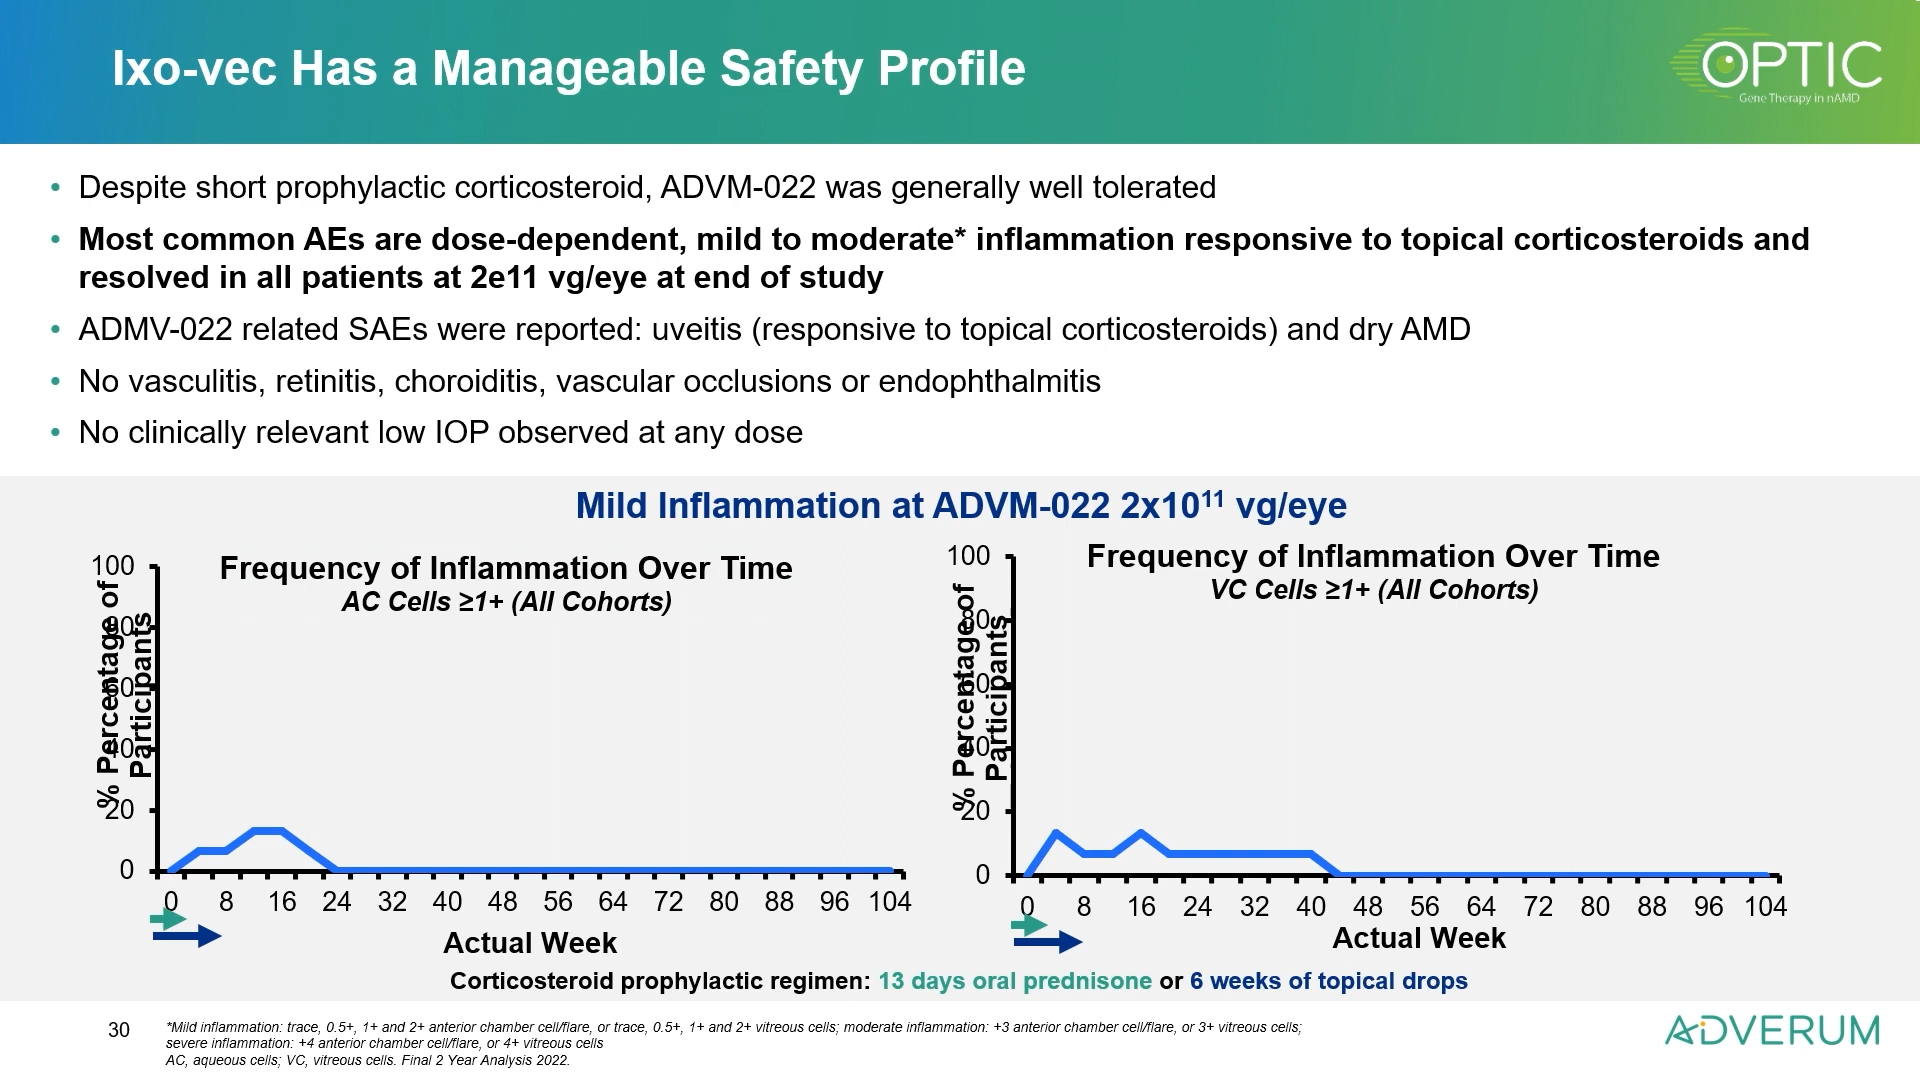 Ixo-vec Has a Manageable Safety Profile
OPTIC
Gene Therapy in nAMD
• Despite short prophylactic corticosteroid, ADVM-022 was generally well tolerated
• Most common AEs are dose-dependent, mild to moderate* inflammation responsive to topical corticosteroids and
resolved in all patients at 2e11 vg/eye at end of study
• ADMV-022 related SAEs were reported: uveitis (responsive to topical corticosteroids) and dry AMD
• No vasculitis, retinitis, choroiditis, vascular occlusions or endophthalmitis
• No clinically relevant low IOP observed at any dose
Mild Inflammation at ADVM-022 2x10¹¹ vg/eye
Frequency of Inflammation Over Time
AC Cells ≥1+ (All Cohorts)
% Percentage of
Participants
100
80
60
40
20
0
0 8 16 24 32 40 48 56 64 72 80 88 96 104
Actual Week
Frequency of Inflammation Over Time
VC Cells ≥1+ (All Cohorts)
% Percentage of
Participants
100
80
60
40
20
0
0 8 16 24 32 40 48 56 64 72 80 88 96 104
Actual Week
Corticosteroid prophylactic regimen: 13 days oral prednisone or 6 weeks of topical drops
30
*Mild inflammation: trace, 0.5+, 1+ and 2+ anterior chamber cell/flare, or trace, 0.5+, 1+ and 2+ vitreous cells; moderate inflammation: +3 anterior chamber cell/flare, or 3+ vitreous cells;
severe inflammation: +4 anterior chamber cell/flare, or 4+ vitreous cells
AC, aqueous cells; VC, vitreous cells. Final 2 Year Analysis 2022.
ADVERUM